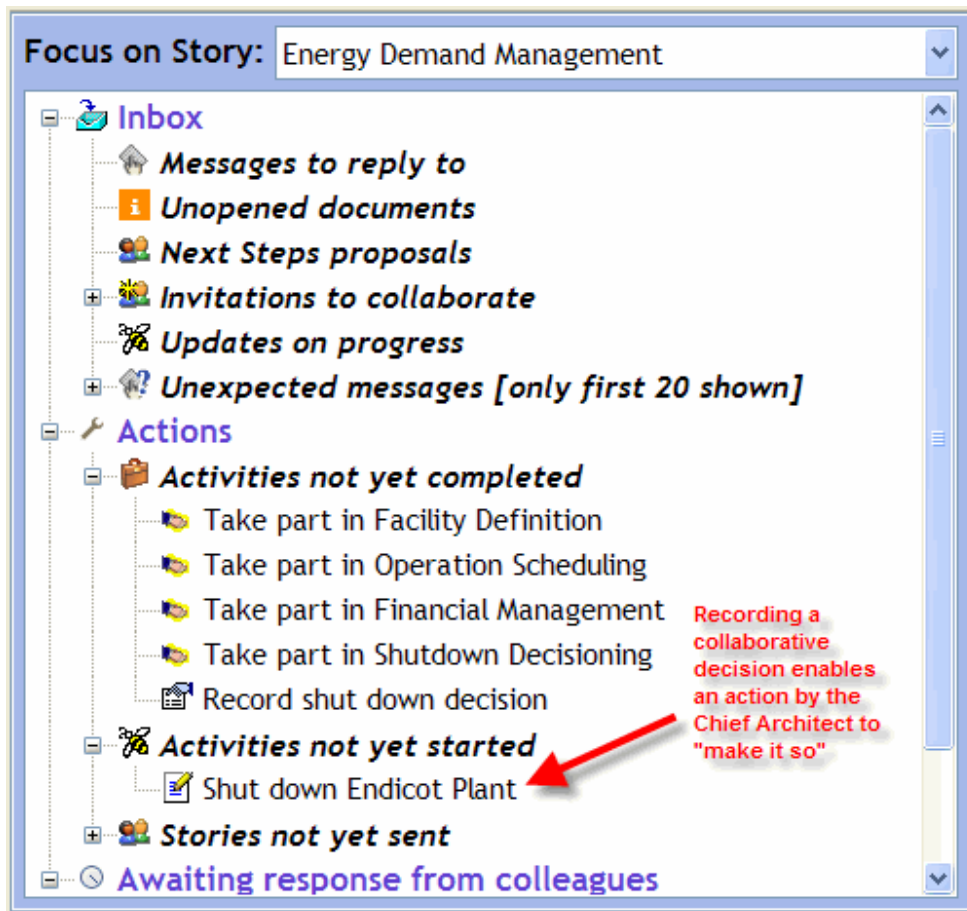 Focus on Story: Energy Demand Management
Inbox
Messages to reply to
Unopened documents
Next Steps proposals
Invitations to collaborate
Updates on progress
Unexpected messages [only first 20 shown]
Actions
Activities not yet completed
Take part in Facility Definition
Take part in Operation Scheduling
Take part in Financial Management
Take part in Shutdown Decisioning
Record shut down decision
Activities not yet started
Shut down Endicot Plant
Stories not yet sent
Awaiting response from colleagues
Recording a
collaborative
decision enables
an action by the
Chief Architect to
"make it so"